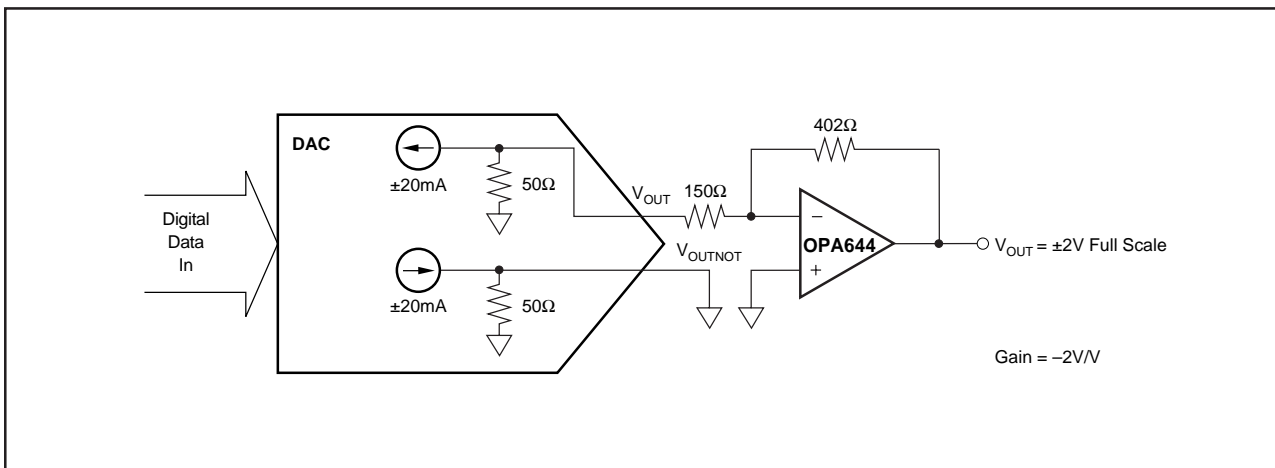 DAC
±20mA
50Ω
±20mA
50Ω
Digital
Data
In
V_OUT
150Ω
402Ω
V_OUTNOT
–
OPA644
+
V_OUT = ±2V Full Scale
Gain = –2V/V